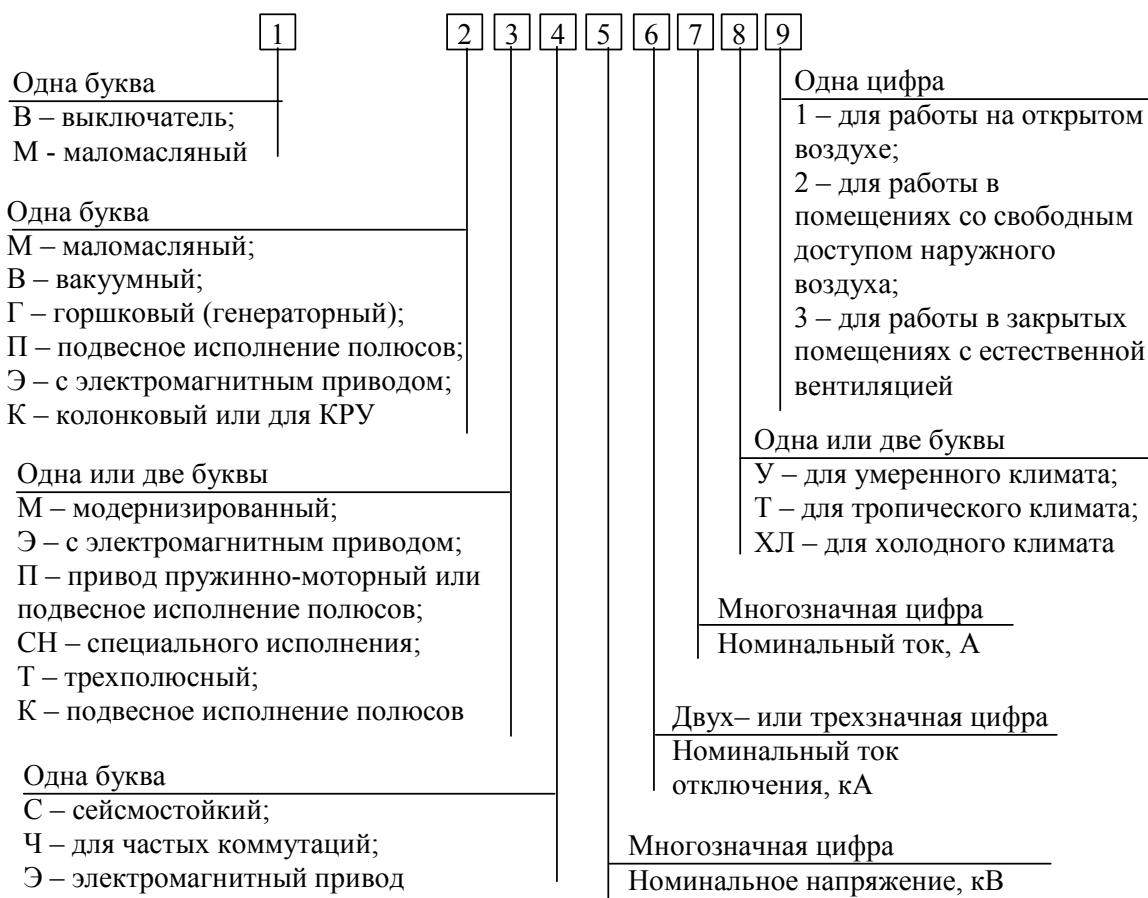 1 2 3 4 5 6 7 8 9
Одна буква
В – выключатель;
М - маломасляный
Одна буква
М – маломасляный;
В – вакуумный;
Г – горшковый (генераторный);
П – подвесное исполнение полюсов;
Э – с электромагнитным приводом;
К – колонковый или для КРУ
Одна или две буквы
М – модернизированный;
Э – с электромагнитным приводом;
П – привод пружинно-моторный или
подвесное исполнение полюсов;
СН – специального исполнения;
Т – трехполюсный;
К – подвесное исполнение полюсов
Одна буква
С – сейсмостойкий;
Ч – для частых коммутаций;
Э – электромагнитный привод
Одна цифра
1 – для работы на открытом
воздухе;
2 – для работы в
помещениях со свободным
доступом наружного
воздуха;
3 – для работы в закрытых
помещениях с естественной
вентиляцией
Одна или две буквы
У – для умеренного климата;
Т – для тропического климата;
ХЛ – для холодного климата
Многозначная цифра
Номинальный ток, А
Двух– или трехзначная цифра
Номинальный ток
отключения, кА
Многозначная цифра
Номинальное напряжение, кВ